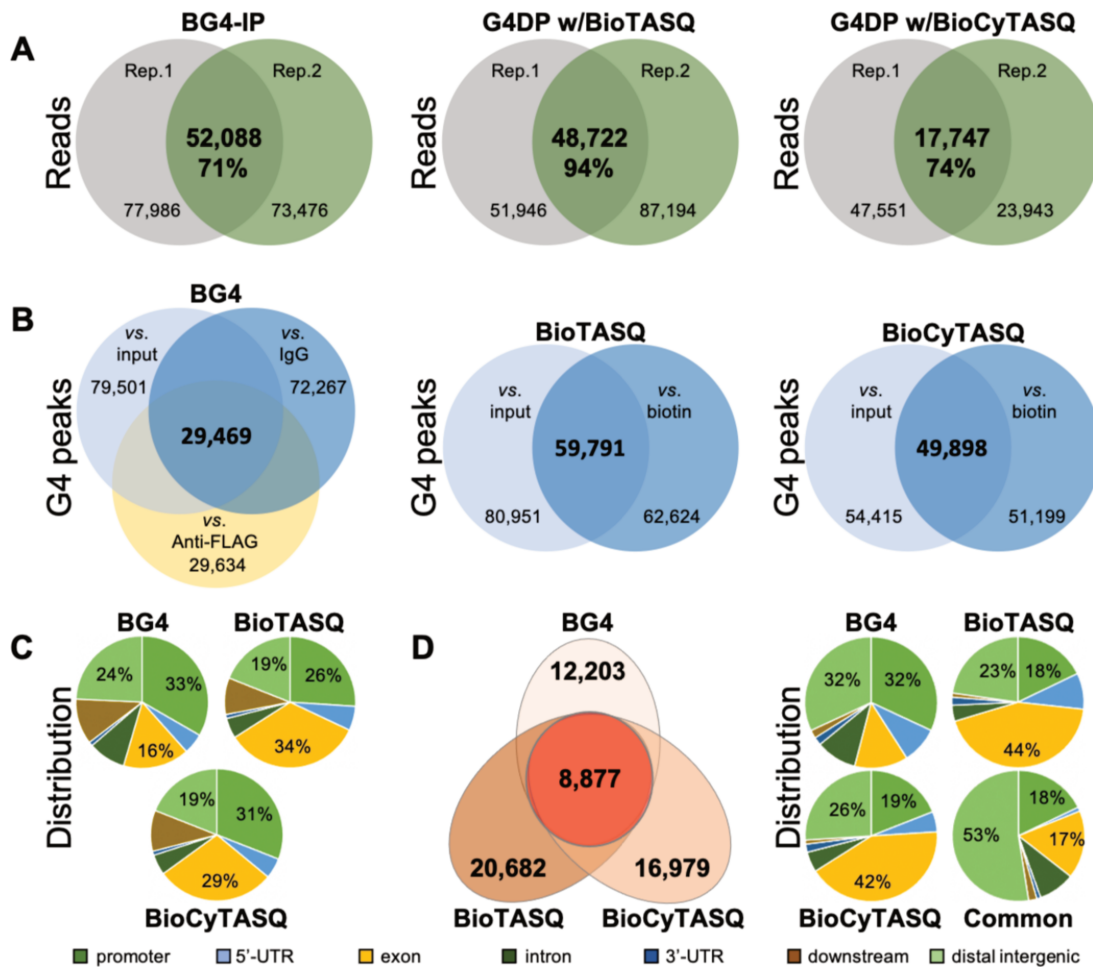 A
BG4-IP
G4DP w/BioTASQ
G4DP w/BioCyTASQ
Reads
Rep.1
Rep.2
52,088
71%
77,986
73,476
Reads
Rep.1
Rep.2
48,722
94%
51,946
87,194
Reads
Rep.1
Rep.2
17,747
74%
47,551
23,943
B
BG4
G4 peaks
vs.
input
79,501
vs.
IgG
72,267
29,469
vs.
Anti-FLAG
29,634
BioTASQ
G4 peaks
vs.
input
vs.
biotin
59,791
80,951
62,624
BioCyTASQ
G4 peaks
vs.
input
vs.
biotin
49,898
54,415
51,199
C
Distribution
BG4
24%
33%
16%
BioTASQ
19%
26%
34%
19%
31%
29%
BioCyTASQ
D
BG4
12,203
8,877
20,682
16,979
BioTASQ
BioCyTASQ
Distribution
BG4
32%
32%
BioTASQ
23%
18%
44%
26%
19%
42%
BioCyTASQ
18%
53%
17%
Common
promoter
5'-UTR
exon
intron
3'-UTR
downstream
distal intergenic